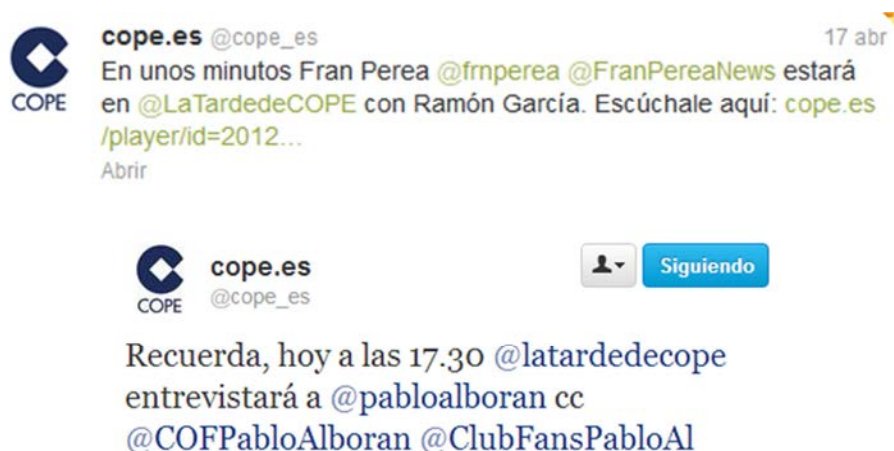 cope.es @cope_es 17 abr
En unos minutos Fran Perea @frnperea @FranPereaNews estará
en @LaTardedeCOPE con Ramón García. Escúchale aquí: cope.es
/player/id=2012...
Abrir
COPE
cope.es
@cope_es
Siguiendo
COPE
Recuerda, hoy a las 17.30 @latardedecope
entrevistará a @pabloalboran cc
@COFPabloAlboran @ClubFansPabloAl